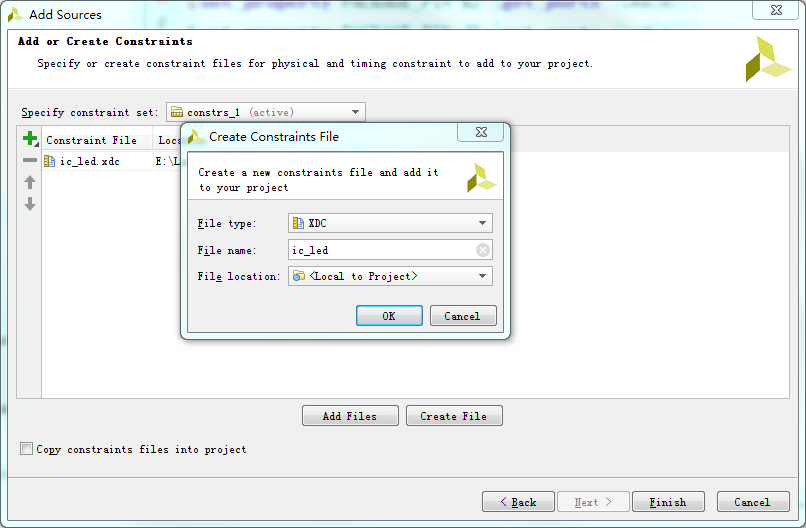 Add Sources
Add or Create Constraints
Specify or create constraint files for physical and timing constraint to add to your project.
Specify constraint set: constrs_1 (active)
Constraint File
ic_led.xdc E:\L
Create Constraints File
Create a new constraints file and add it
to your project
File type: XDC
File name: ic_led
File location: <Local to Project>
OK Cancel
Add Files Create File
Copy constraints files into project
< Back Next > Finish Cancel